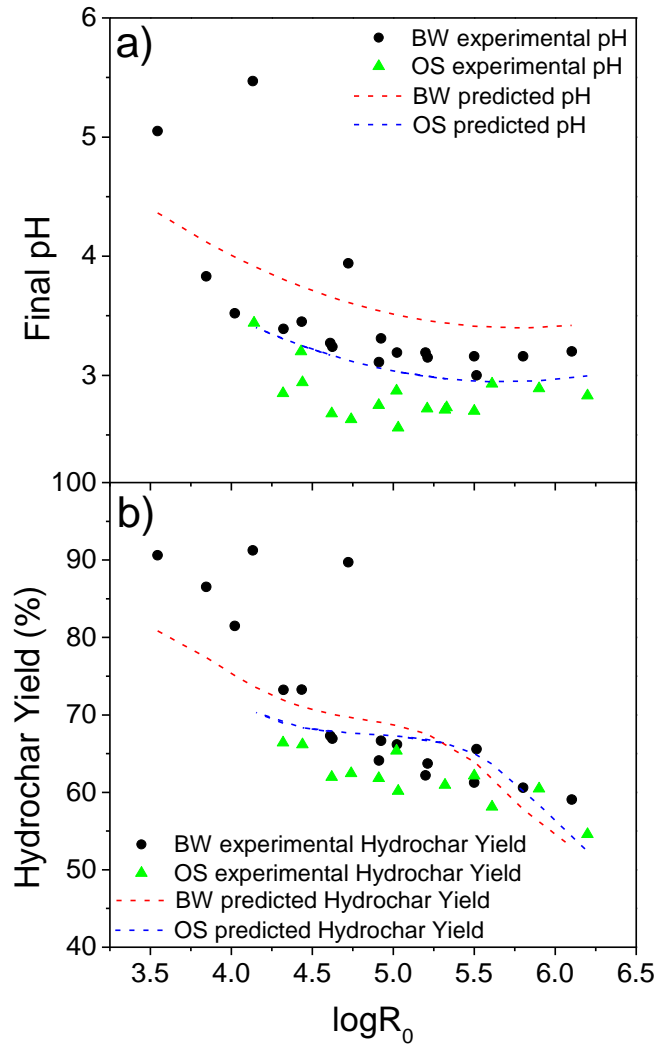 6
a)
BW experimental pH
OS experimental pH
BW predicted pH
OS predicted pH
5
4
3
Final pH
100
b)
90
80
70
60
50
40
Hydrochar Yield (%)
BW experimental Hydrochar Yield
OS experimental Hydrochar Yield
BW predicted Hydrochar Yield
OS predicted Hydrochar Yield
3.5 4.0 4.5 5.0 5.5 6.0 6.5
logR0